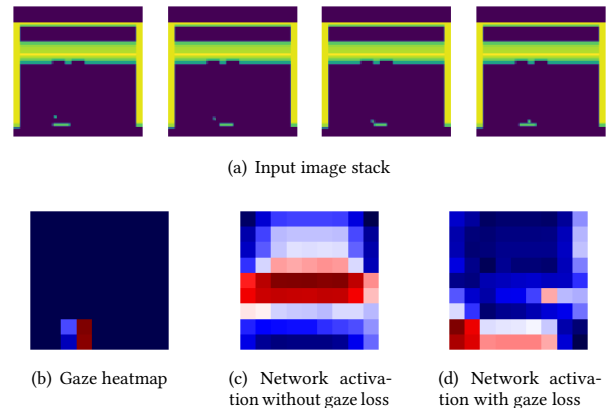 (a) Input image stack
(b) Gaze heatmap
(c) Network activa-
tion without gaze loss
(d) Network activa-
tion with gaze loss